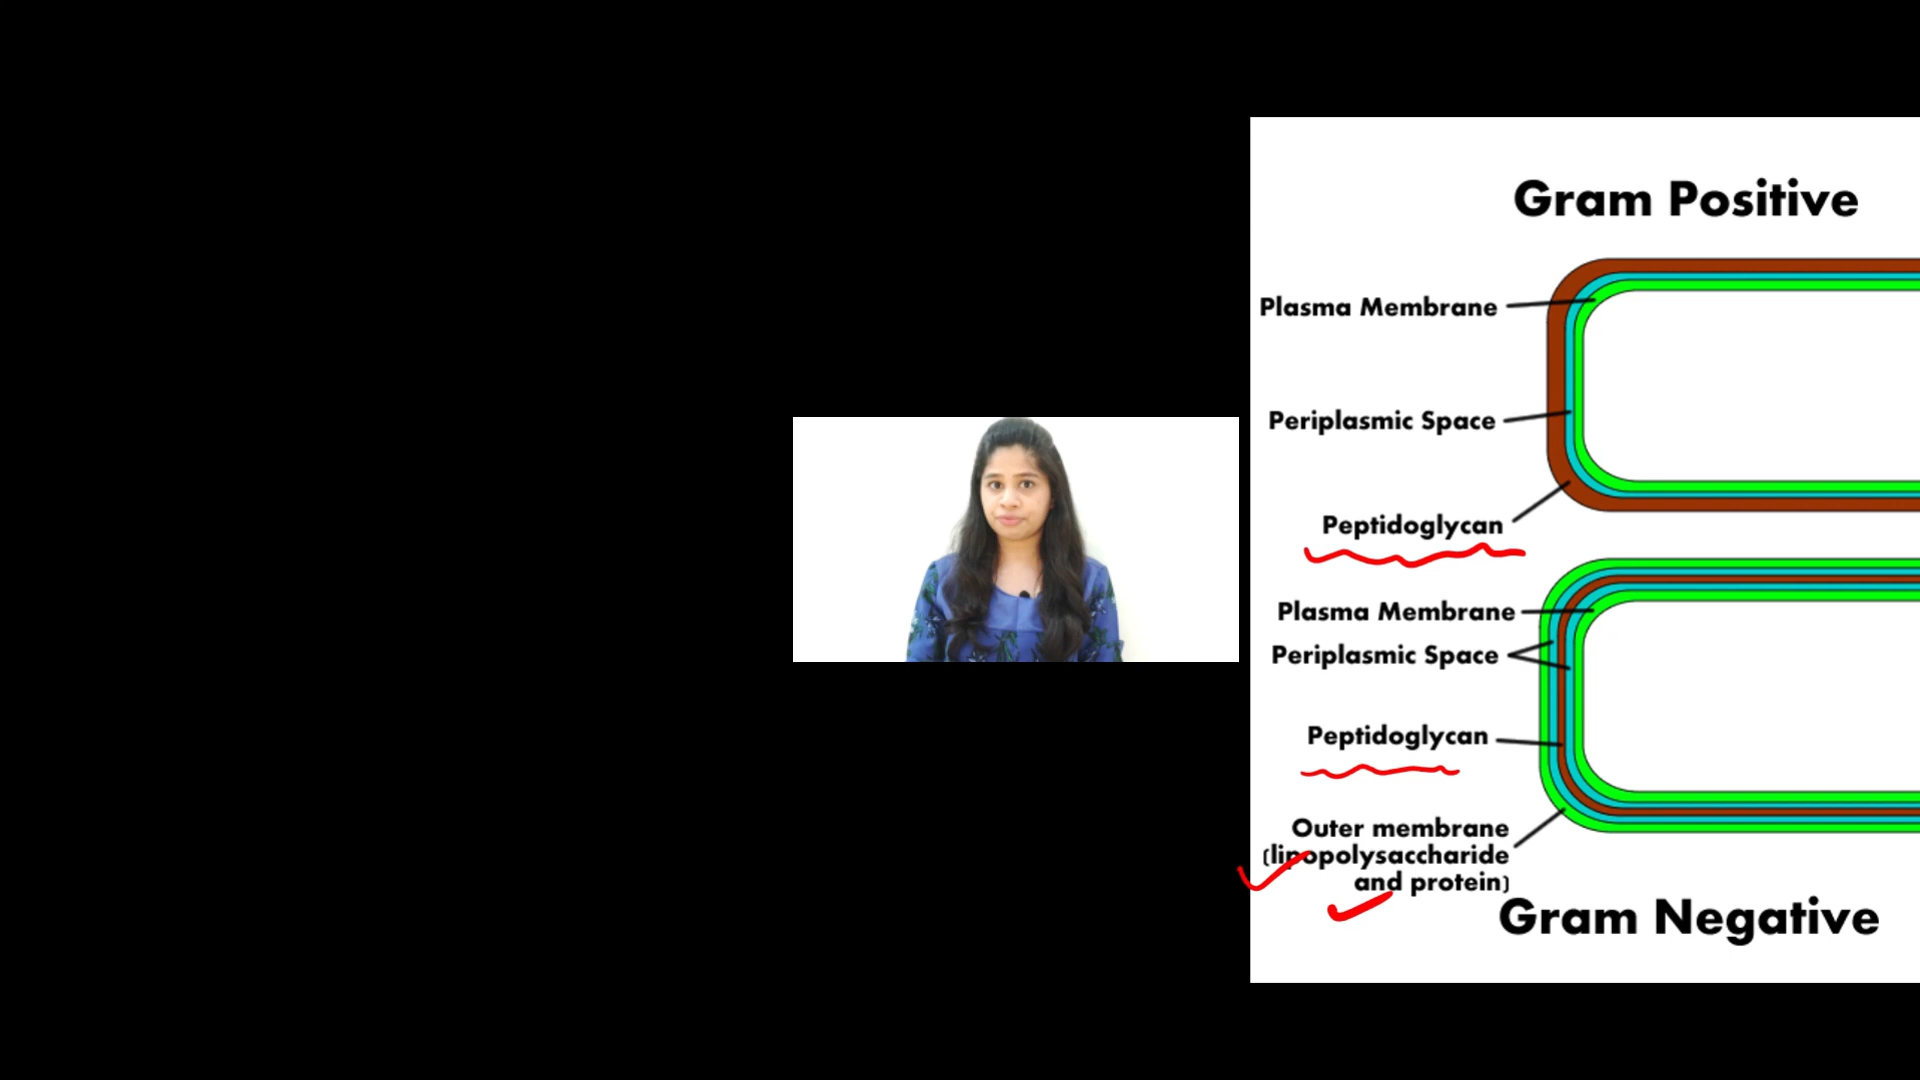 Gram Positive
Plasma Membrane
Periplasmic Space
Peptidoglycan
Plasma Membrane
Periplasmic Space
Peptidoglycan
Outer membrane
(lipopolysaccharide
and protein)
Gram Negative